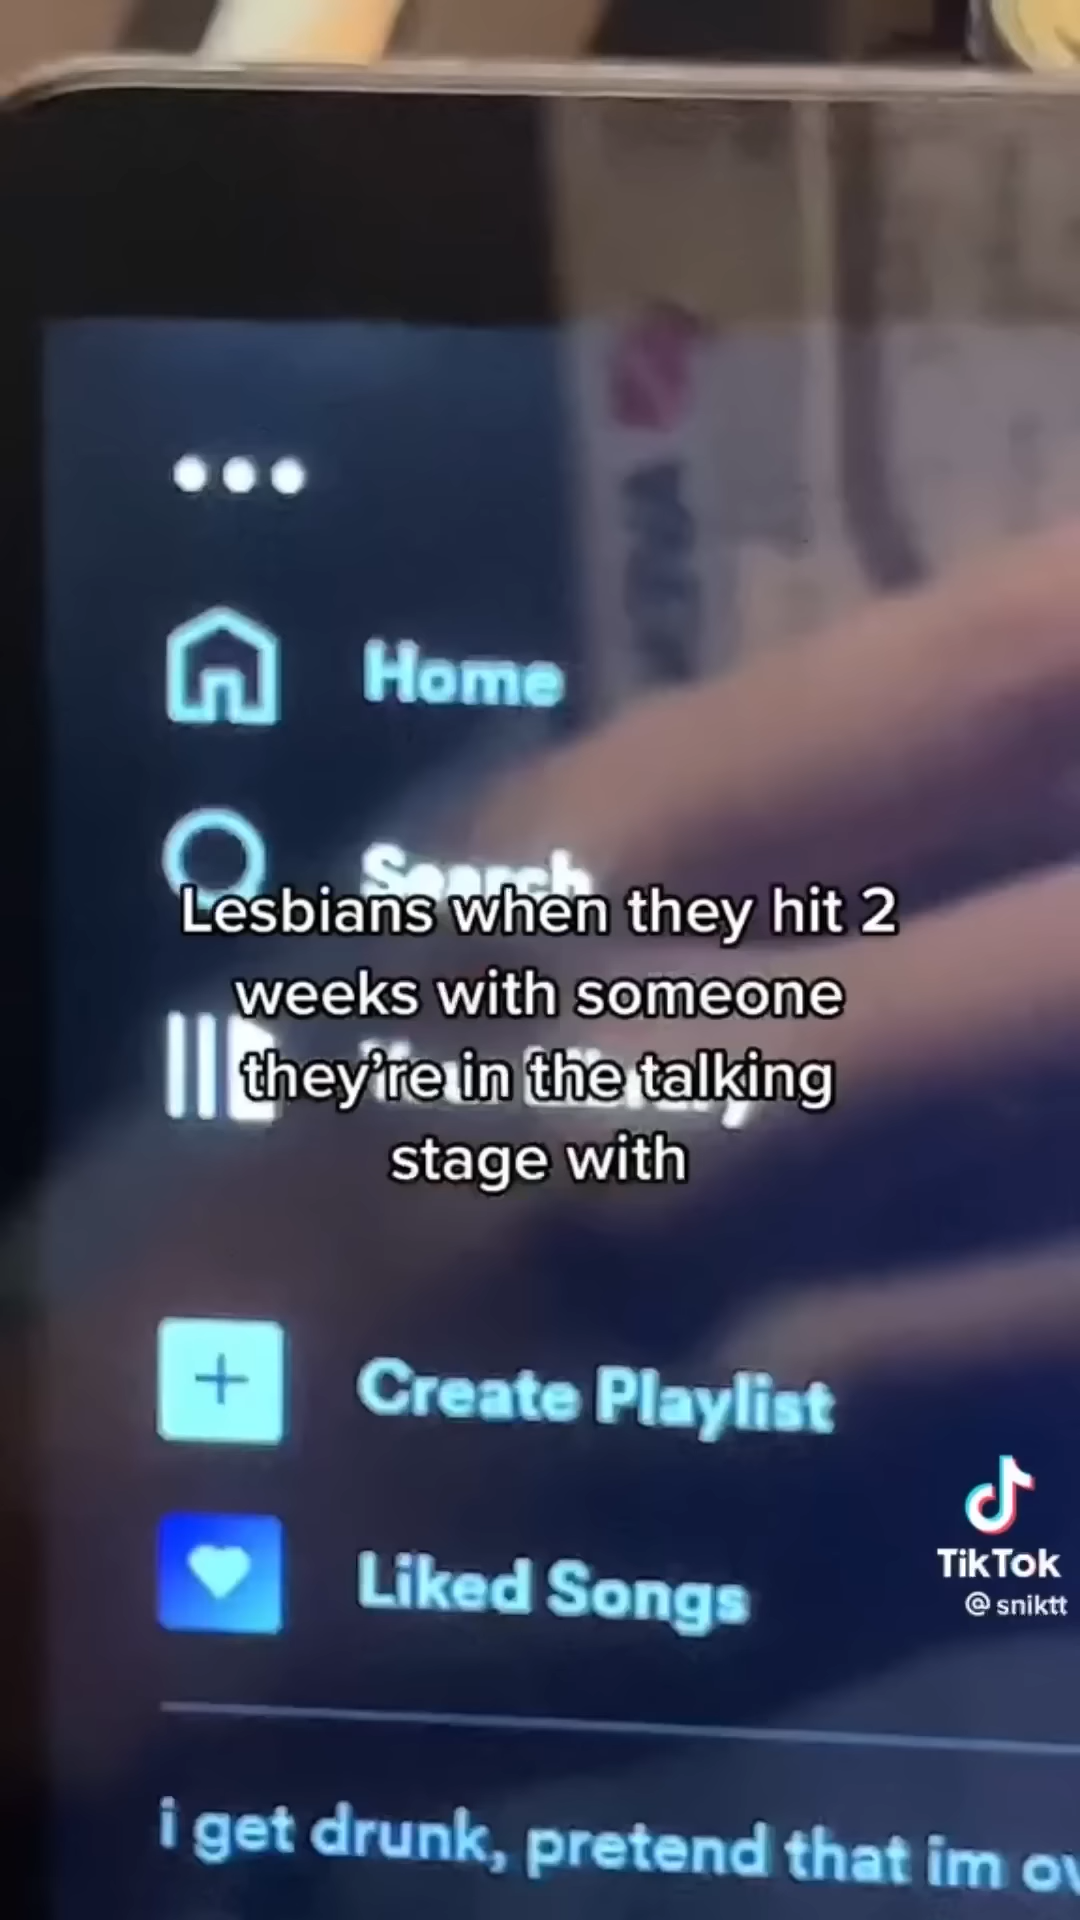 •••
Home
Search
Lesbians when they hit 2
weeks with someone
they're in the talking
stage with
Create Playlist
Liked Songs
TikTok
@sniktt
i get drunk, pretend that im